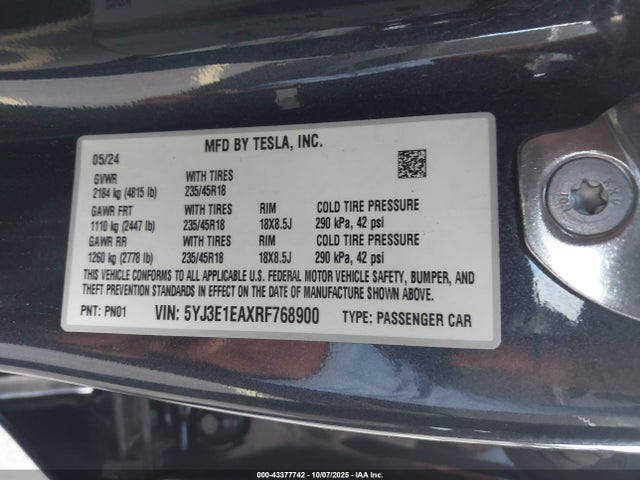 MFD BY TESLA, INC.
05/24
GVWR WITH TIRES
2184 kg (4815 lb) 235/45R18
GAWR FRT WITH TIRES RIM COLD TIRE PRESSURE
1110 kg (2447 lb) 235/45R18 18X8.5J 290 kPa, 42 psi
GAWR RR WITH TIRES RIM COLD TIRE PRESSURE
1260 kg (2778 lb) 235/45R18 18X8.5J 290 kPa, 42 psi
THIS VEHICLE CONFORMS TO ALL APPLICABLE U.S. FEDERAL MOTOR VEHICLE SAFETY, BUMPER, AND
THEFT PREVENTION STANDARDS IN EFFECT ON THE DATE OF MANUFACTURE SHOWN ABOVE.
PNT: PN01 VIN: 5YJ3E1EAXRF768900 TYPE: PASSENGER CAR
000-43377742 - 10/07/2025 - IAA Inc.